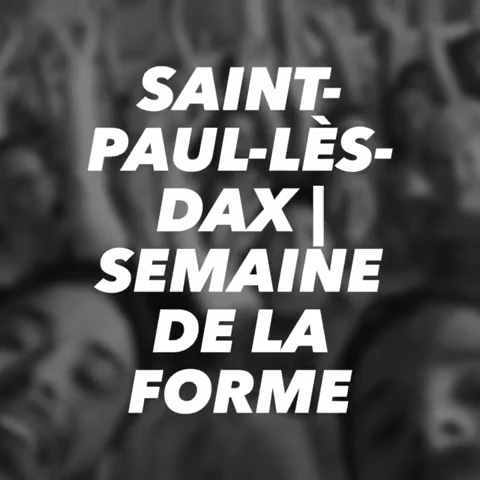 SAINT-
PAUL-LÈS-
DAX |
SEMAINE
DE LA
FORME